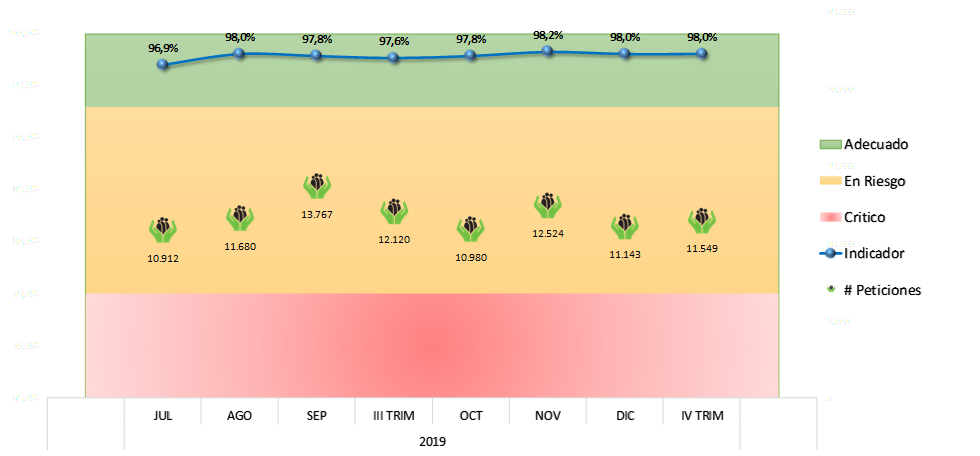 96,9%
98,0%
97,8%
97,6%
97,8%
98,2%
98,0%
98,0%
10.912
11.680
13.767
12.120
10.980
12.524
11.143
11.549
Adecuado
En Riesgo
Critico
Indicador
# Peticiones
JUL
AGO
SEP
III TRIM
OCT
NOV
DIC
IV TRIM
2019